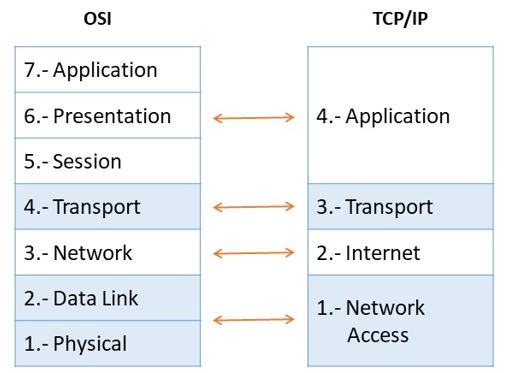 OSI
TCP/IP
7.- Application
6.- Presentation
5.- Session
4.- Transport
3.- Network
2.- Data Link
1.- Physical
4.- Application
3.- Transport
2.- Internet
1.- Network
Access